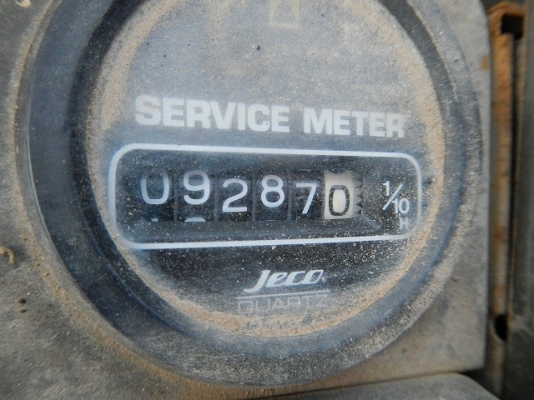 SERVICE METER
092870 1/10
H
Jeco
QUARTZ